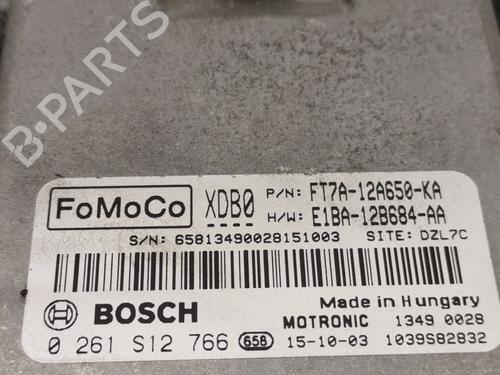 B-PARTS
FoMoCo XDB0 P/N: FT7A-12A650-KA
H/W: E1BA-12B684-AA
S/N: 65813490028151003 SITE: DZL7C
BOSCH Made in Hungary
MOTRONIC 1349 0028
0 261 S12 766 658 15-10-03 1039S82832